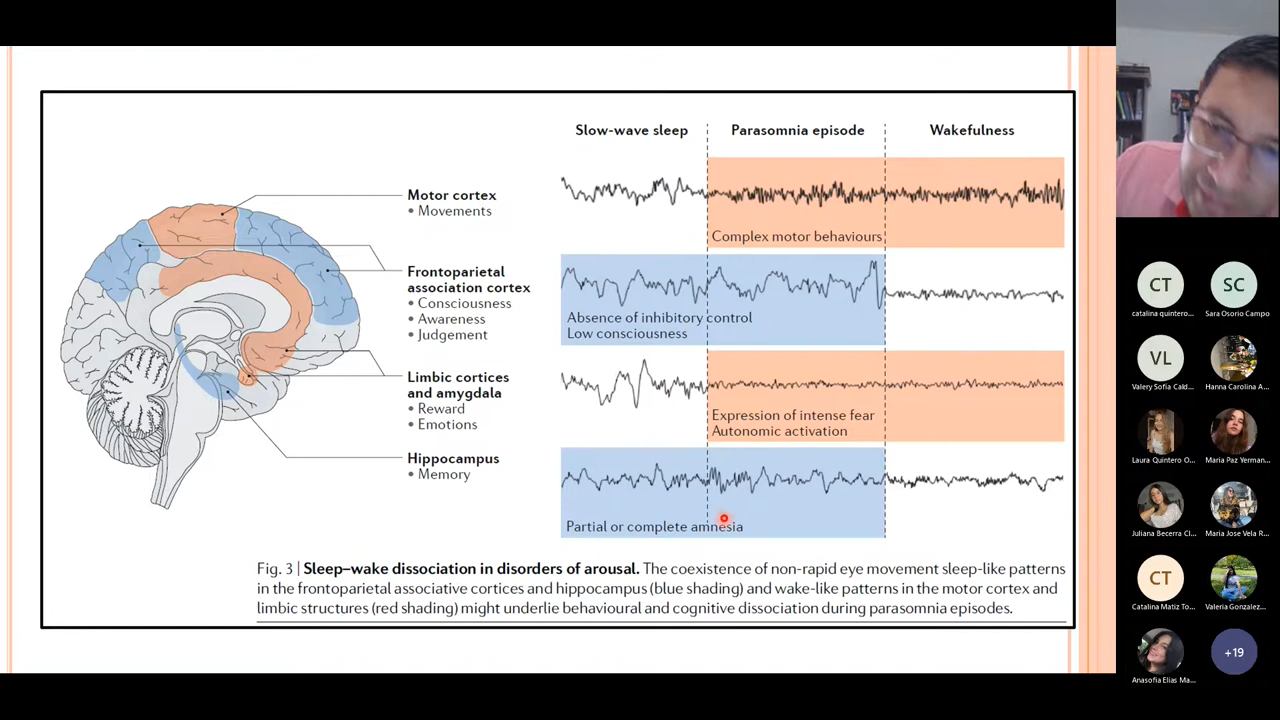 Slow-wave sleep
Parasomnia episode
Wakefulness
Motor cortex
• Movements
Complex motor behaviours
Frontoparietal
association cortex
• Consciousness
• Awareness
• Judgement
Absence of inhibitory control
Low consciousness
Limbic cortices
and amygdala
• Reward
• Emotions
Expression of intense fear
Autonomic activation
Hippocampus
• Memory
Partial or complete amnesia
Fig. 3 | Sleep–wake dissociation in disorders of arousal. The coexistence of non-rapid eye movement sleep-like patterns
in the frontoparietal associative cortices and hippocampus (blue shading) and wake-like patterns in the motor cortex and
limbic structures (red shading) might underlie behavioural and cognitive dissociation during parasomnia episodes.
CT
catalina quintero...
SC
Sara Osorio Campo
VL
Valery Sofia Cald...
Hanna Carolina A...
Laura Quintero O...
Maria Paz Yerman...
Juliana Becerra Cl...
Maria Jose Vela R...
CT
Catalina Matiz To...
Valeria Gonzalez...
Anasofia Elias Ma...
+19